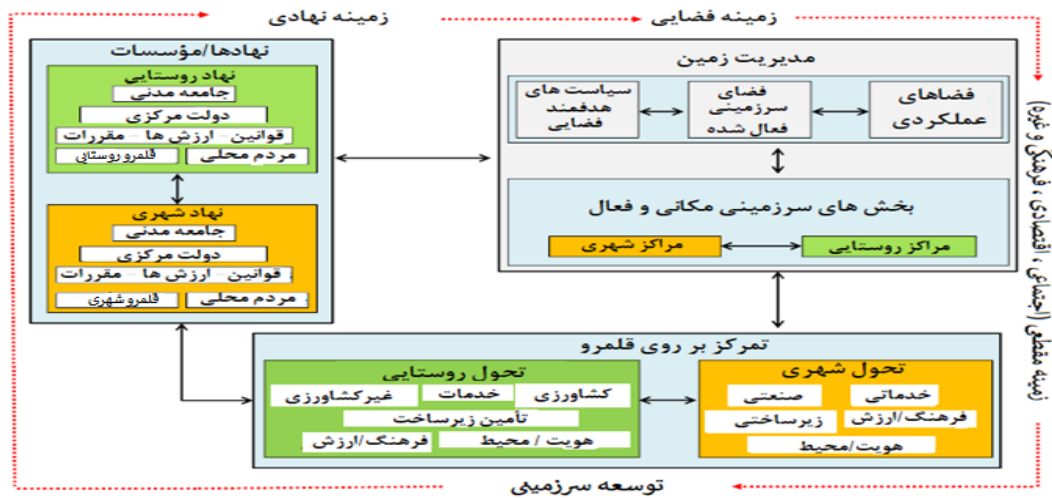 زمینه نهادی
زمینه فضایی
نهادها/مؤسسات
نهاد روستایی
جامعه مدنی
دولت مرکزی
قوانین - ارزش ها - مقررات
مردم محلی
قلمرو روستایی
نهاد شهری
جامعه مدنی
دولت مرکزی
قوانین - ارزش ها - مقررات
مردم محلی
قلمرو شهری
مدیریت زمین
فضاهای
عملکردی
فضای
سرزمینی
فعال شده
سیاست های
هدفمند
فضایی
بخش های سرزمینی مکانی و فعال
مراکز روستایی
مراکز شهری
زمینه مقطعی (اجتماعی ، اقتصادی ، فرهنگی و غیره)
تمرکز بر روی قلمرو
تحول شهری
خدماتی
صنعتی
فرهنگ/ارزش
زیرساختی
هویت/محیط
تحول روستایی
کشاورزی
خدمات
غیرکشاورزی
تأمین زیرساخت
هویت / محیط
فرهنگ/ارزش
توسعه سرزمینی